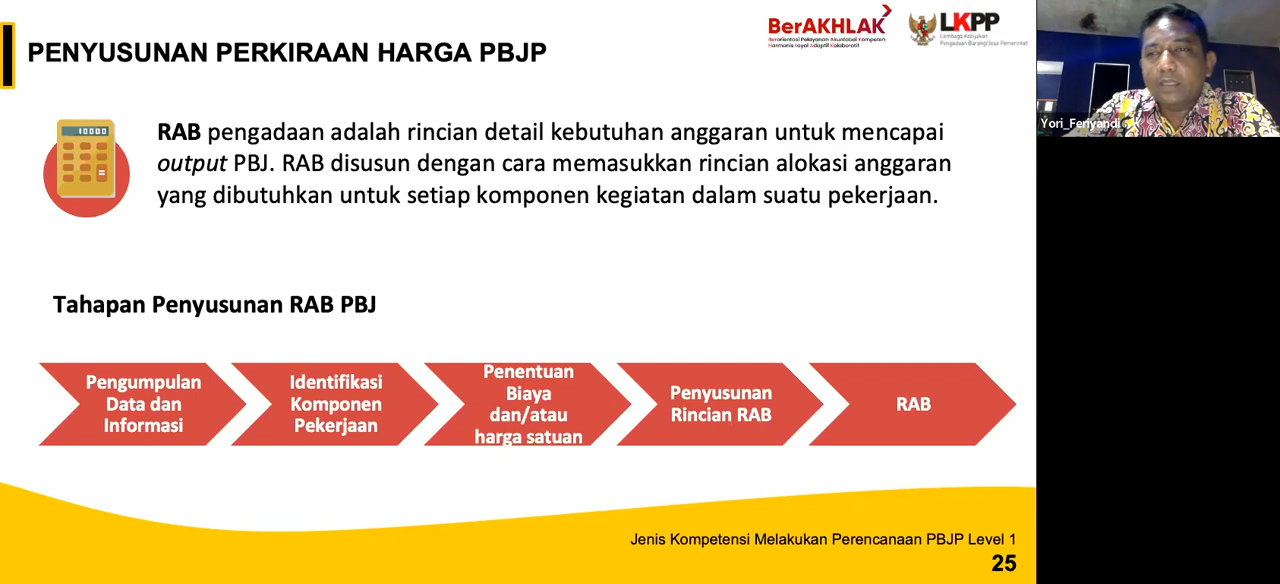 PENYUSUNAN PERKIRAAN HARGA PBJP
BerAKHLAK
Berorientasi Pelayanan Akuntabel Kompeten
Harmonis Loyal Adaptif Kolaboratif
LKPP
Lembaga Kebijakan
Pengadaan Barang/Jasa Pemerintah
Yori_Feriyandi
10000
RAB pengadaan adalah rincian detail kebutuhan anggaran untuk mencapai
output PBJ. RAB disusun dengan cara memasukkan rincian alokasi anggaran
yang dibutuhkan untuk setiap komponen kegiatan dalam suatu pekerjaan.
Tahapan Penyusunan RAB PBJ
Pengumpulan
Data dan
Informasi
Identifikasi
Komponen
Pekerjaan
Penentuan
Biaya
dan/atau
harga satuan
Penyusunan
Rincian RAB
RAB
Jenis Kompetensi Melakukan Perencanaan PBJP Level 1
25